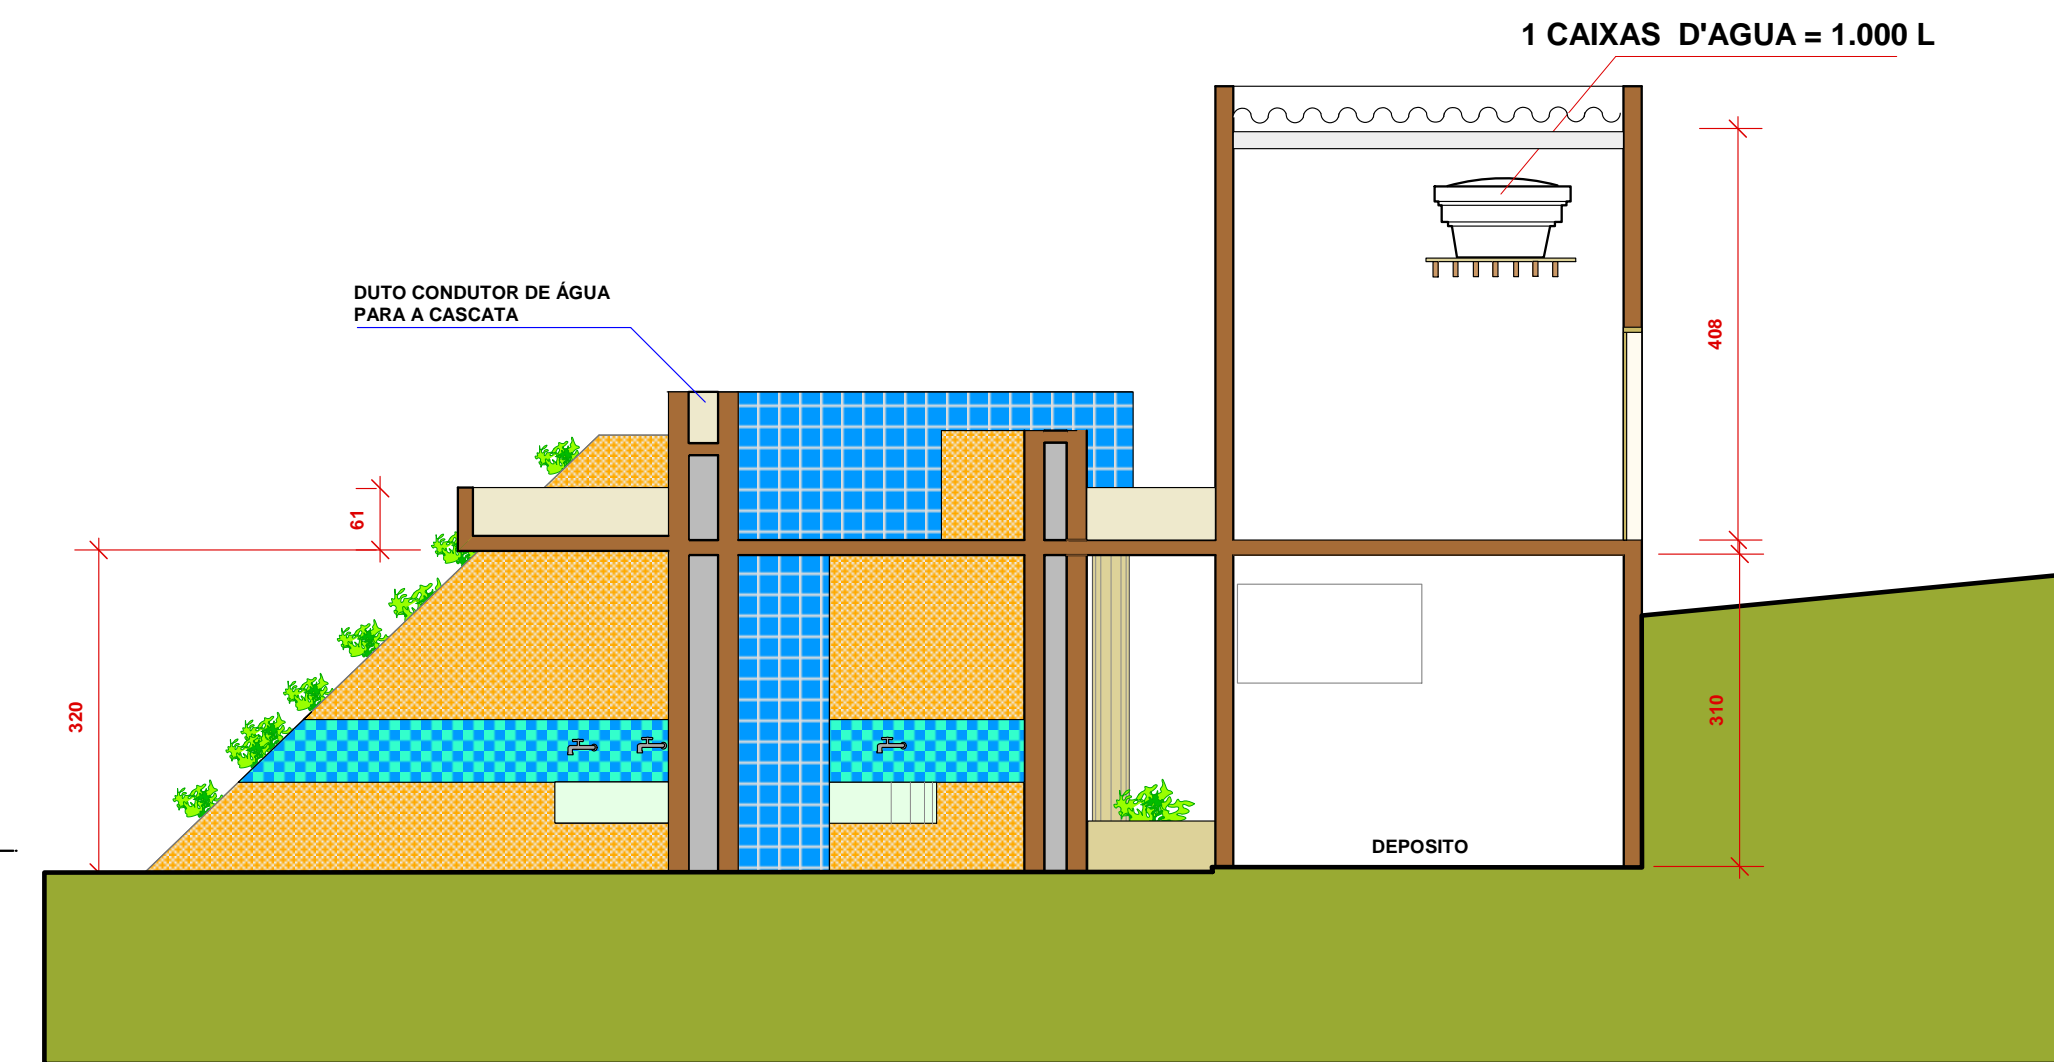 1 CAIXAS D'AGUA = 1.000 L
DUTO CONDUTOR DE ÁGUA
PARA A CASCATA
408
61
320
310
DEPOSITO